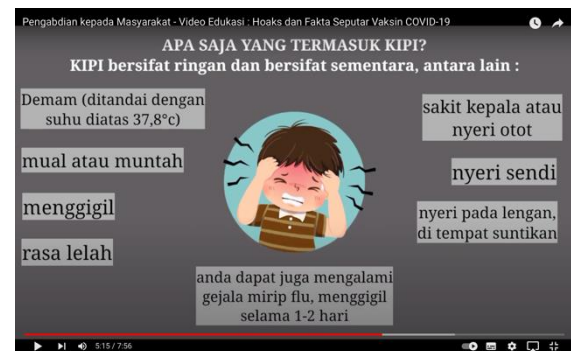 Pengabdian kepada Masyarakat - Video Edukasi : Hoaks dan Fakta Seputar Vaksin COVID-19
APA SAJA YANG TERMASUK KIPI?
KIPI bersifat ringan dan bersifat sementara, antara lain :
Demam (ditandai dengan
suhu diatas 37,8°c)
mual atau muntah
menggigil
rasa lelah
sakit kepala atau
nyeri otot
nyeri sendi
nyeri pada lengan,
di tempat suntikan
anda dapat juga mengalami
gejala mirip flu, menggigil
selama 1-2 hari
5:15 / 7:56